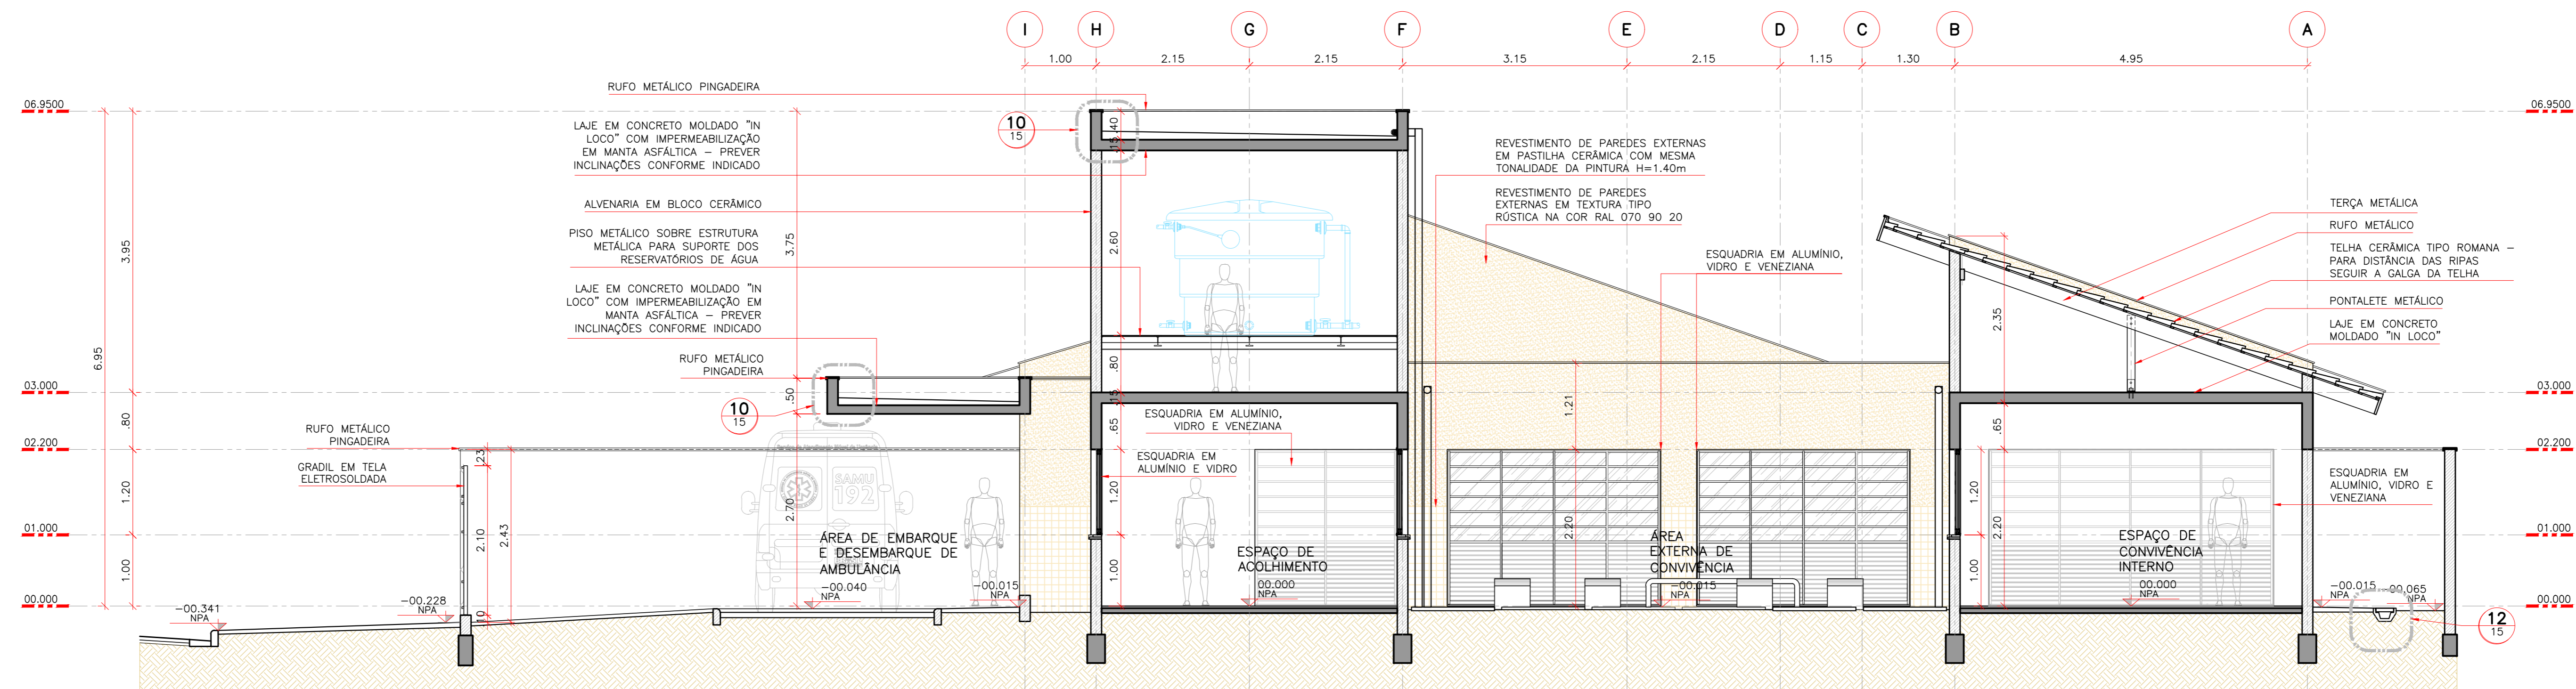 I H G F E D C B A
1.00 2.15 2.15 3.15 2.15 1.15 1.30 4.95
06.9500
06.9500
RUFO METÁLICO PINGADEIRA
LAJE EM CONCRETO MOLDADO "IN
LOCO" COM IMPERMEABILIZAÇÃO
EM MANTA ASFÁLTICA – PREVER
INCLINAÇÕES CONFORME INDICADO
10
15
.40
15
ALVENARIA EM BLOCO CERÂMICO
PISO METÁLICO SOBRE ESTRUTURA
METÁLICA PARA SUPORTE DOS
RESERVATÓRIOS DE ÁGUA
LAJE EM CONCRETO MOLDADO "IN
LOCO" COM IMPERMEABILIZAÇÃO EM
MANTA ASFÁLTICA – PREVER
INCLINAÇÕES CONFORME INDICADO
RUFO METÁLICO
PINGADEIRA
10
15
6.95
3.95
.80
1.20
1.00
3.75
.50
2.70
2.60
.80
15
.65
1.20
1.00
REVESTIMENTO DE PAREDES EXTERNAS
EM PASTILHA CERÂMICA COM MESMA
TONALIDADE DA PINTURA H=1.40m
REVESTIMENTO DE PAREDES
EXTERNAS EM TEXTURA TIPO
RÚSTICA NA COR RAL 070 90 20
ESQUADRIA EM ALUMÍNIO,
VIDRO E VENEZIANA
TERÇA METÁLICA
RUFO METÁLICO
TELHA CERÂMICA TIPO ROMANA –
PARA DISTÂNCIA DAS RIPAS
SEGUIR A GALGA DA TELHA
PONTALETE METÁLICO
LAJE EM CONCRETO
MOLDADO "IN LOCO"
2.35
.65
1.20
1.00
2.20
1.21
2.20
03.000
03.000
02.200
02.200
01.000
01.000
00.000
00.000
RUFO METÁLICO
PINGADEIRA
GRADIL EM TELA
ELETROSOLDADA
.23
2.10
2.43
.10
SAMU
192
ESQUADRIA EM ALUMÍNIO,
VIDRO E VENEZIANA
ESQUADRIA EM
ALUMÍNIO E VIDRO
ESQUADRIA EM
ALUMÍNIO, VIDRO E
VENEZIANA
ÁREA DE EMBARQUE
E DESEMBARQUE DE
AMBULÂNCIA
ESPAÇO DE
ACOLHIMENTO
ÁREA
EXTERNA DE
CONVIVÊNCIA
ESPAÇO DE
CONVIVÊNCIA
INTERNO
–00.341
NPA
–00.228
NPA
–00.040
NPA
–00.015
NPA
00.000
NPA
–00.015
NPA
00.000
NPA
–00.015
NPA
–00.065
NPA
12
15